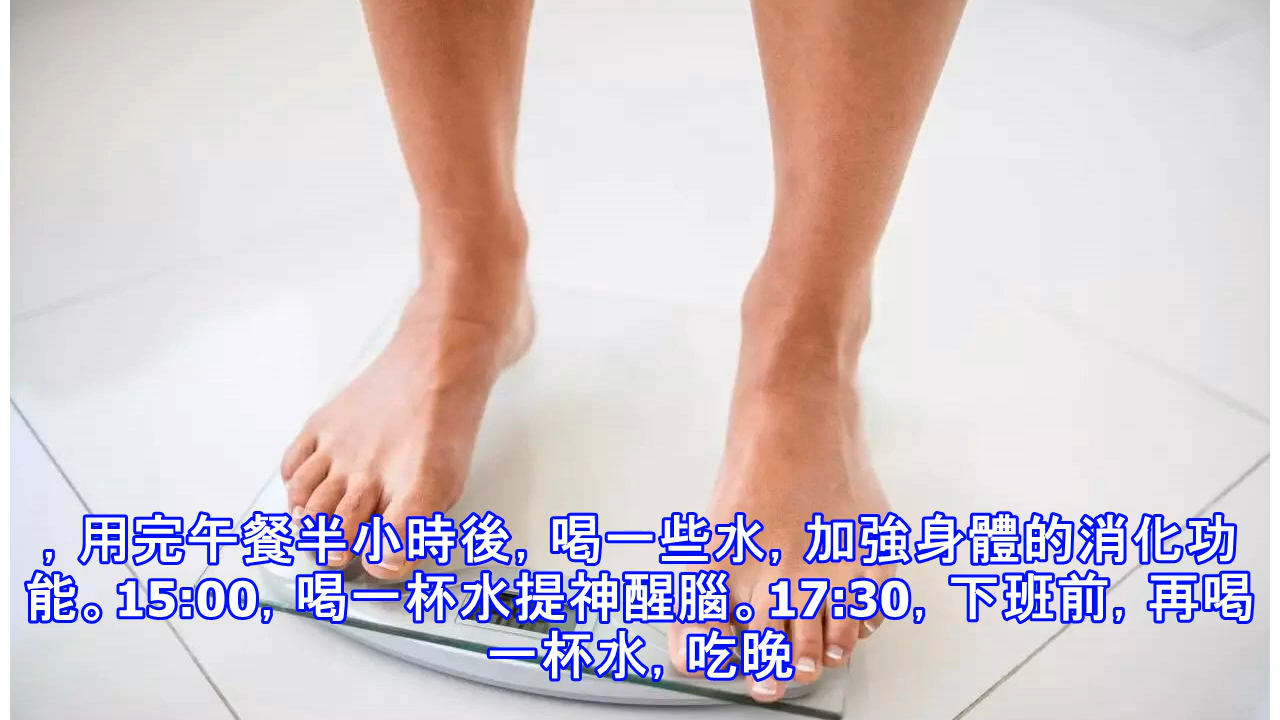 , 用完午餐半小時後, 喝一些水, 加強身體的消化功
能。15:00, 喝一杯水提神醒腦。17:30, 下班前, 再喝
一杯水, 吃晚